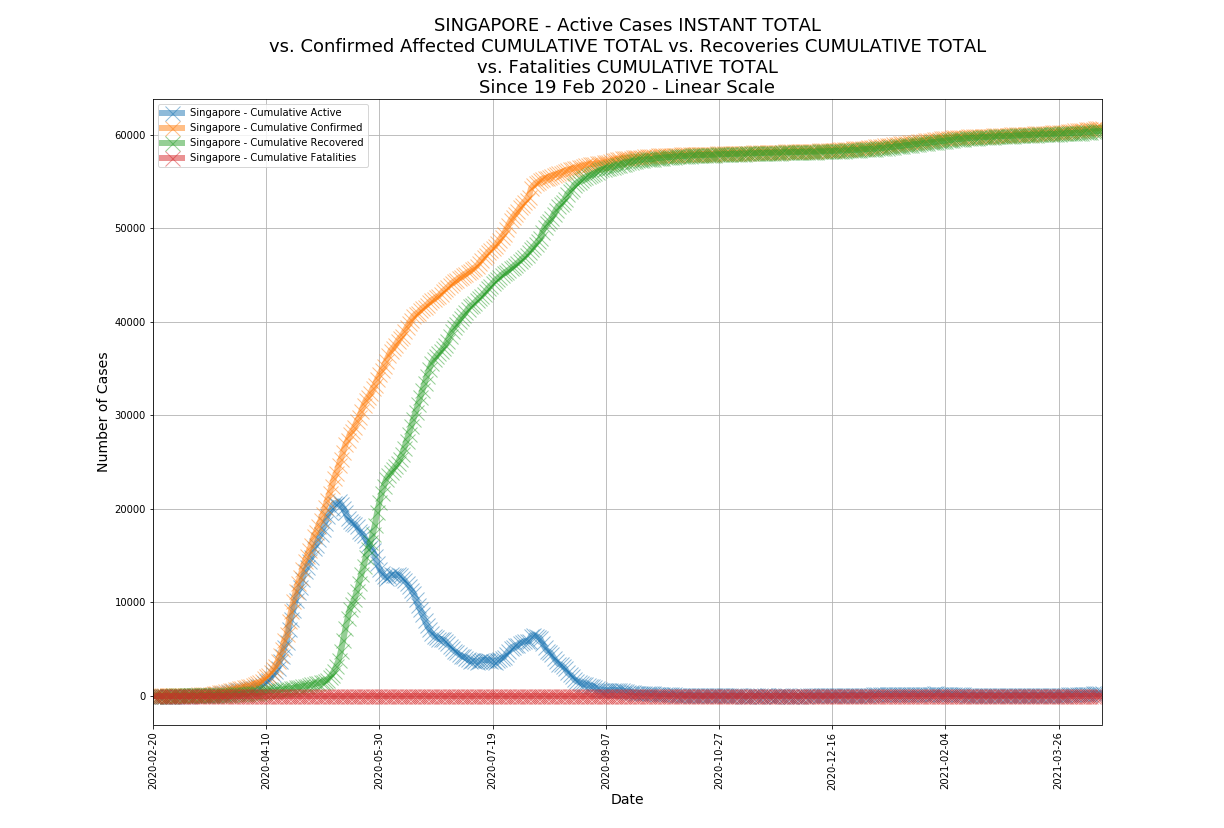 SINGAPORE - Active Cases INSTANT TOTAL
vs. Confirmed Affected CUMULATIVE TOTAL vs. Recoveries CUMULATIVE TOTAL
vs. Fatalities CUMULATIVE TOTAL
Since 19 Feb 2020 - Linear Scale
Singapore - Cumulative Active
Singapore - Cumulative Confirmed
Singapore - Cumulative Recovered
Singapore - Cumulative Fatalities
Number of Cases
60000
50000
40000
30000
20000
10000
0
2020-02-20
2020-04-10
2020-05-30
2020-07-19
2020-09-07
2020-10-27
2020-12-16
2021-02-04
2021-03-26
Date